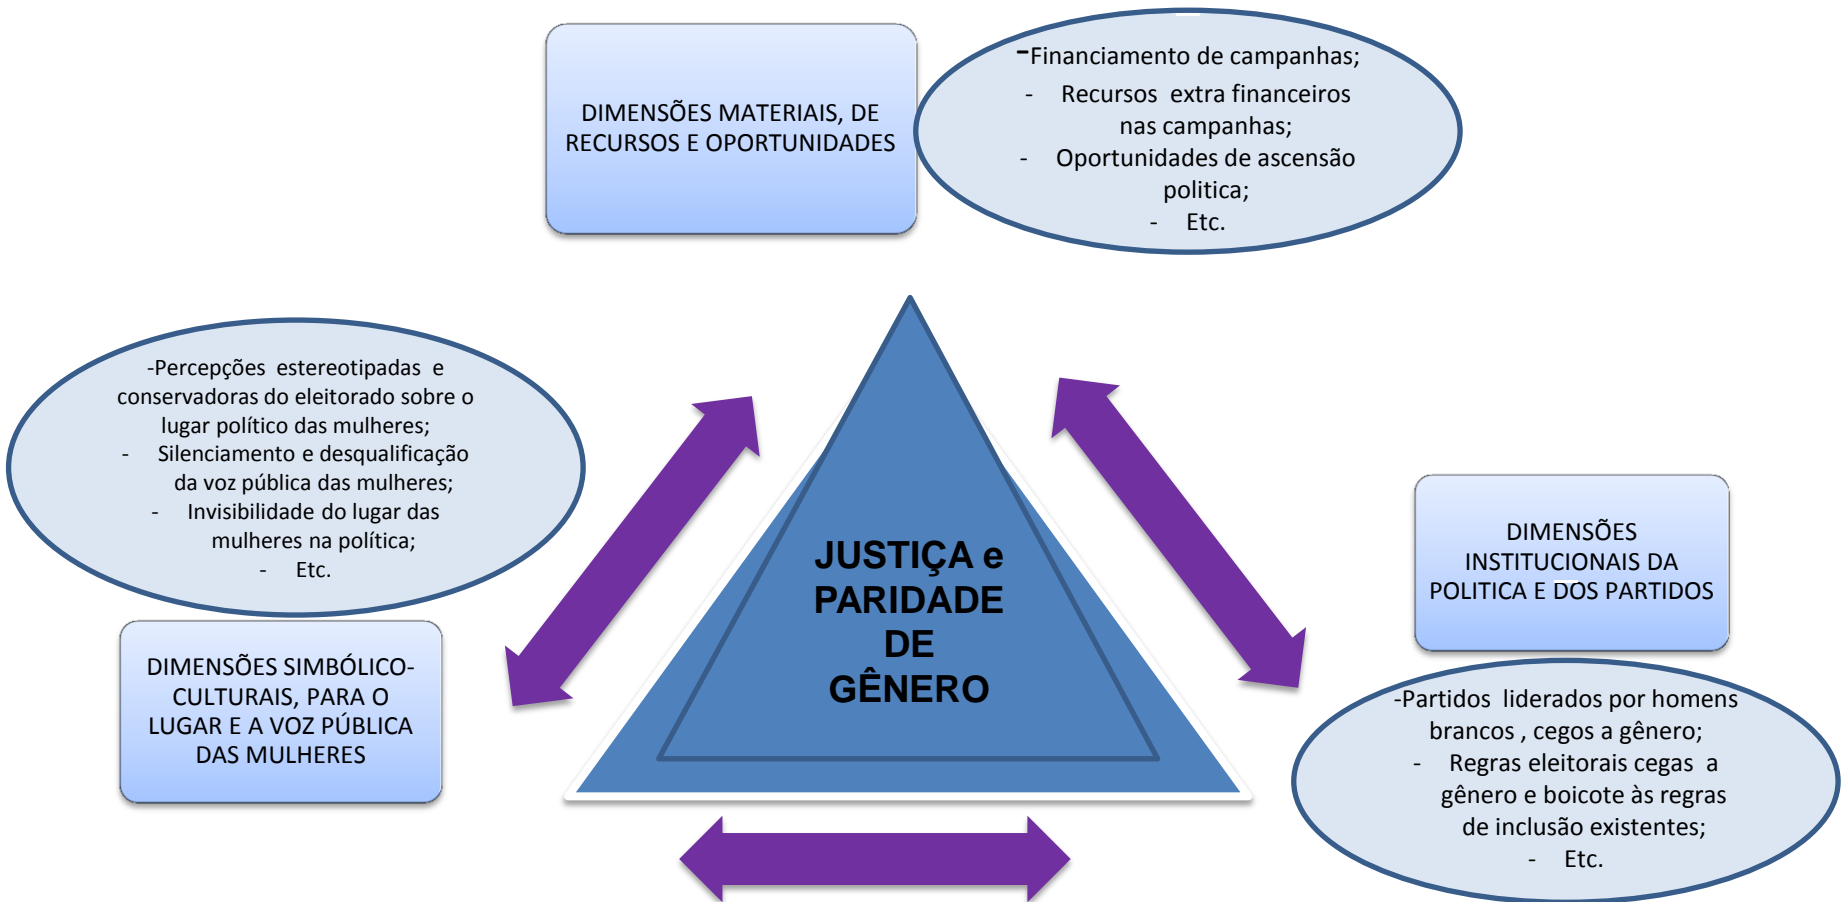 DIMENSÕES MATERIAIS, DE
RECURSOS E OPORTUNIDADES
-Financiamento de campanhas;
- Recursos extra financeiros
nas campanhas;
- Oportunidades de ascensão
politica;
- Etc.
-Percepções estereotipadas e
conservadoras do eleitorado sobre o
lugar político das mulheres;
- Silenciamento e desqualificação
da voz pública das mulheres;
- Invisibilidade do lugar das
mulheres na política;
- Etc.
DIMENSÕES SIMBÓLICO-
CULTURAIS, PARA O
LUGAR E A VOZ PÚBLICA
DAS MULHERES
JUSTIÇA e
PARIDADE
DE
GÊNERO
DIMENSÕES
INSTITUCIONAIS DA
POLITICA E DOS PARTIDOS
-Partidos liderados por homens
brancos , cegos a gênero;
- Regras eleitorais cegas a
gênero e boicote às regras
de inclusão existentes;
- Etc.